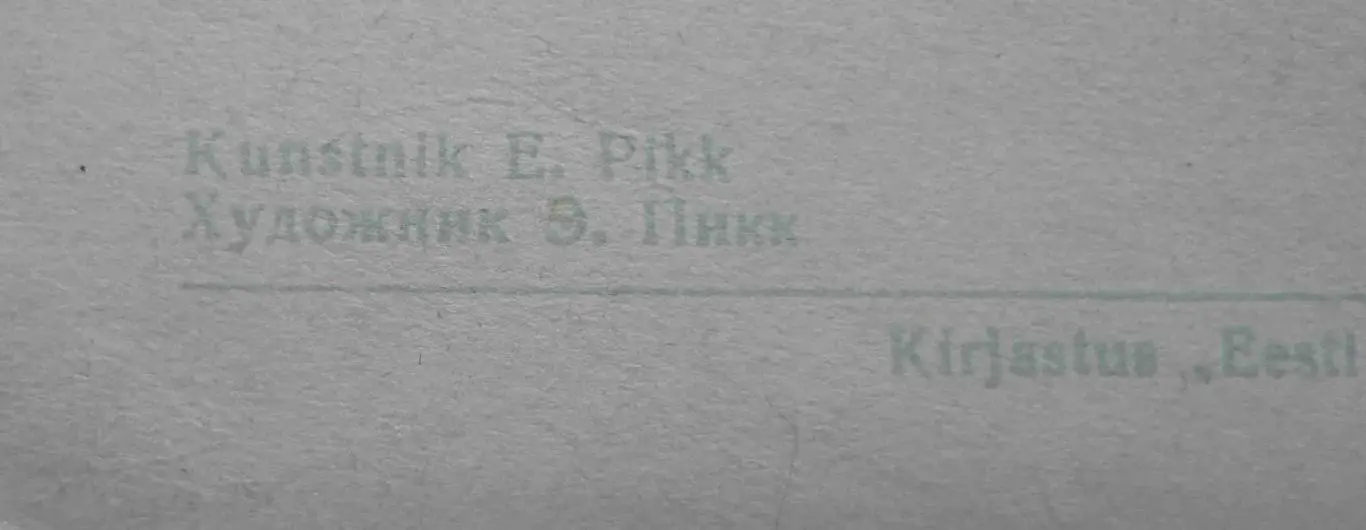 Kunstnik E. Pikk
Художник Э. Пикк
Kirjastus „Eesti